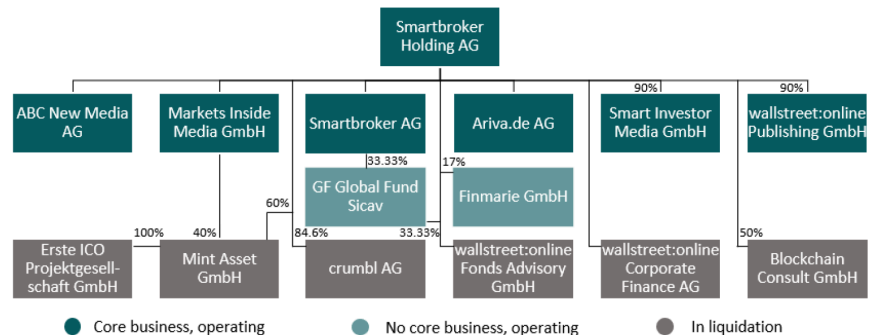 Smartbroker
Holding AG
90%
90%
ABC New Media
AG
Markets Inside
Media GmbH
Smartbroker AG
Ariva.de AG
Smart Investor
Media GmbH
wallstreet:online
Publishing GmbH
33.33%
17%
GF Global Fund
Sicav
Finmarie GmbH
60%
100%
40%
84.6%
33.33%
50%
Erste ICO
Projektgesell-
schaft GmbH
Mint Asset
GmbH
crumbl AG
wallstreet:online
Fonds Advisory
GmbH
wallstreet:online
Corporate
Finance AG
Blockchain
Consult GmbH
Core business, operating
No core business, operating
In liquidation